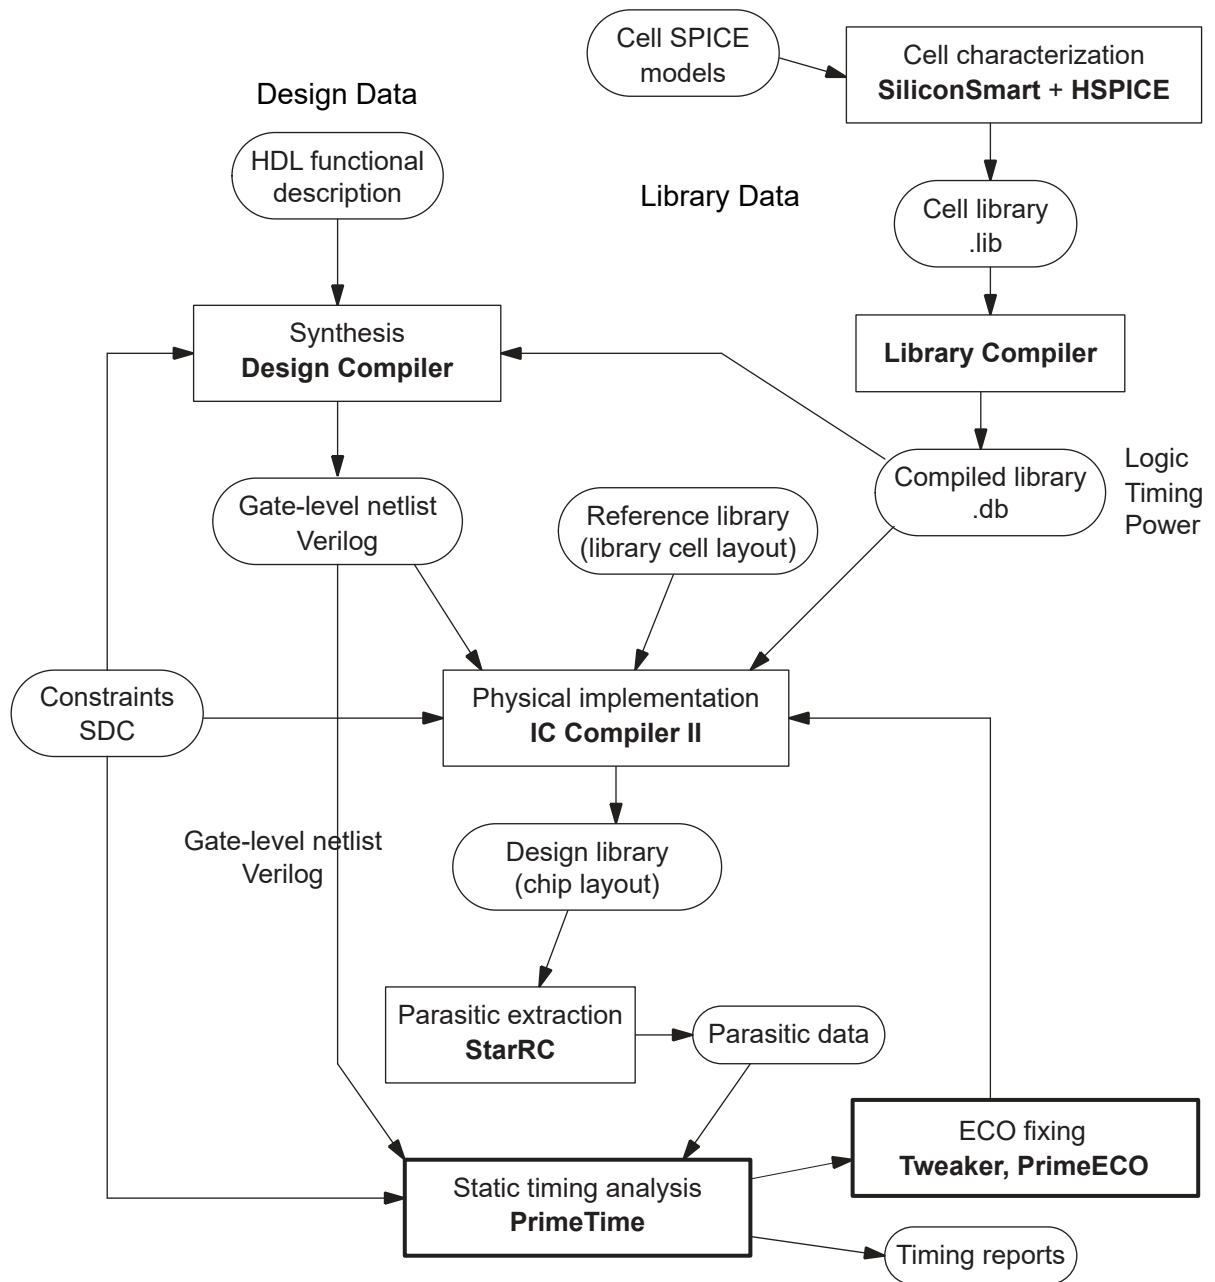 Cell SPICE
models
Cell characterization
SiliconSmart + HSPICE
Design Data
HDL functional
description
Library Data
Cell library
.lib
Synthesis
Design Compiler
Library Compiler
Gate-level netlist
Verilog
Reference library
(library cell layout)
Compiled library
.db
Logic
Timing
Power
Constraints
SDC
Physical implementation
IC Compiler II
Gate-level netlist
Verilog
Design library
(chip layout)
Parasitic extraction
StarRC
Parasitic data
ECO fixing
Tweaker, PrimeECO
Static timing analysis
PrimeTime
Timing reports